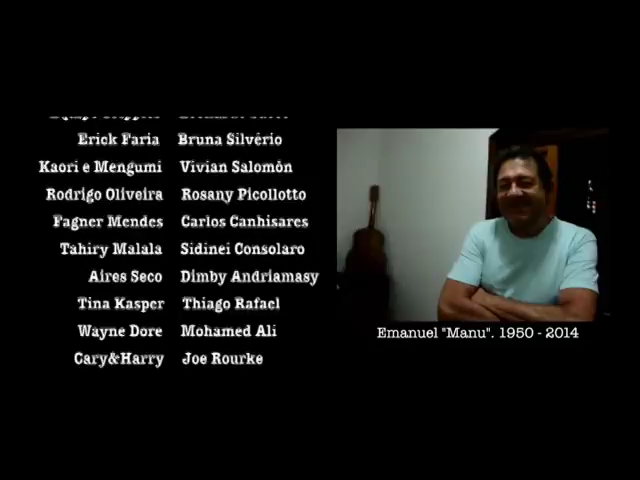 Erick Faria Bruna Silvério
Kaori e Mengumi Vivian Salomón
Rodrigo Oliveira Rosany Picollotto
Fagner Mendes Carlos Canhisares
Tahiry Malala Sidinei Consolaro
Aires Seco Dimby Andriamasy
Tina Kasper Thiago Rafael
Wayne Dore Mohamed Ali
Cary&Harry Joe Rourke
Emanuel "Manu". 1950 - 2014